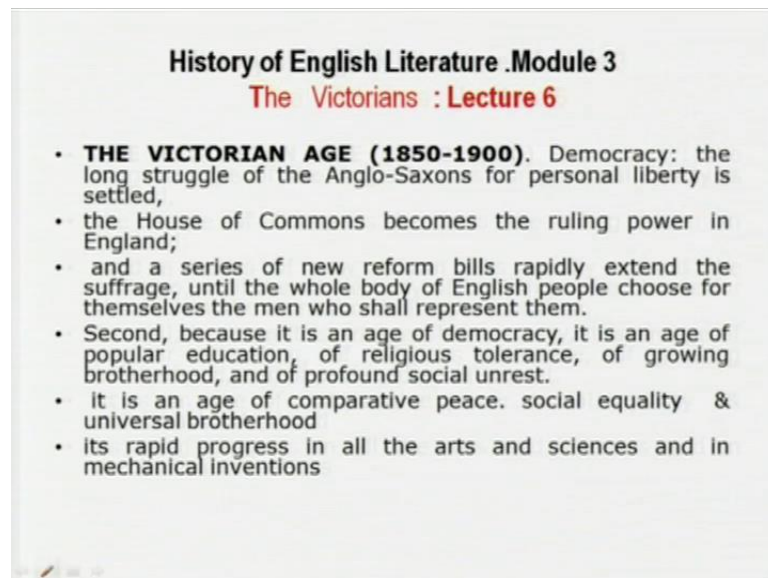 History of English Literature .Module 3
The Victorians : Lecture 6
• THE VICTORIAN AGE (1850-1900). Democracy: the
long struggle of the Anglo-Saxons for personal liberty is
settled,
• the House of Commons becomes the ruling power in
England;
• and a series of new reform bills rapidly extend the
suffrage, until the whole body of English people choose for
themselves the men who shall represent them.
• Second, because it is an age of democracy, it is an age of
popular education, of religious tolerance, of growing
brotherhood, and of profound social unrest.
• it is an age of comparative peace. social equality &
universal brotherhood
• its rapid progress in all the arts and sciences and in
mechanical inventions